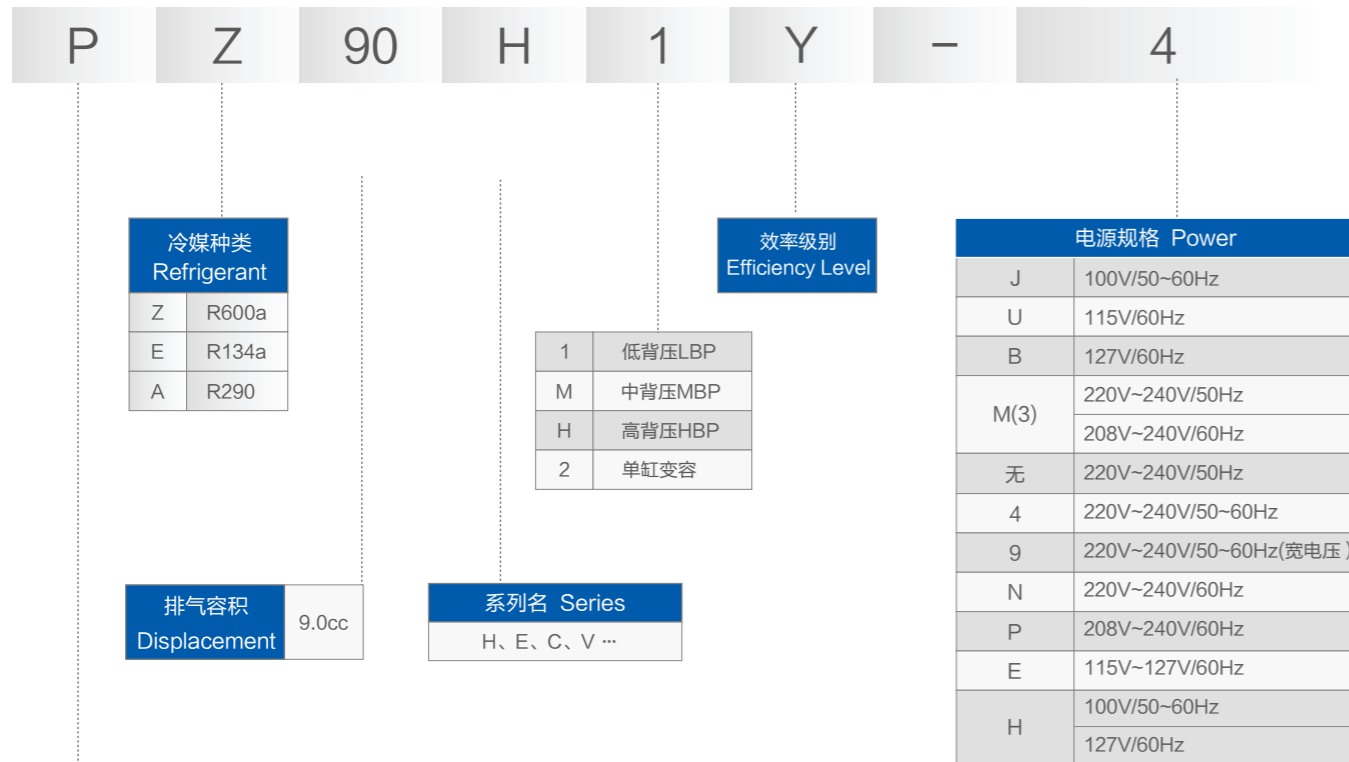 P Z 90 H 1 Y - 4
冷媒种类
Refrigerant
Z R600a
E R134a
A R290
效率级别
Efficiency Level
1 低背压LBP
M 中背压MBP
H 高背压HBP
2 单缸变容
排气容积
Displacement
9.0cc
系列名 Series
H、E、C、V …
电源规格 Power
J 100V/50~60Hz
U 115V/60Hz
B 127V/60Hz
M(3) 220V~240V/50Hz
208V~240V/60Hz
无 220V~240V/50Hz
4 220V~240V/50~60Hz
9 220V~240V/50~60Hz(宽电压)
N 220V~240V/60Hz
P 208V~240V/60Hz
E 115V~127V/60Hz
H 100V/50~60Hz
127V/60Hz